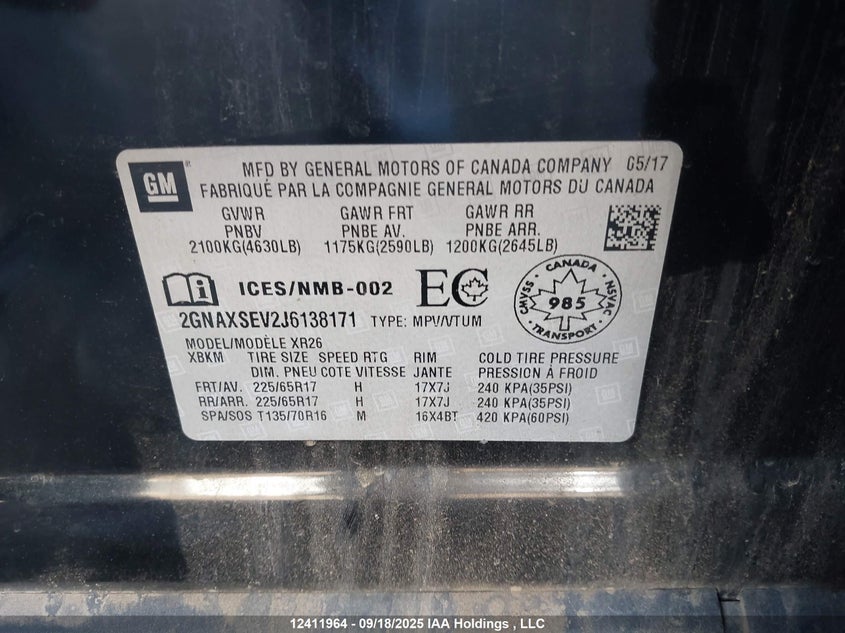 GM
MFD BY GENERAL MOTORS OF CANADA COMPANY 05/17
FABRIQUÉ PAR LA COMPAGNIE GENERAL MOTORS DU CANADA
GVWR GAWR FRT GAWR RR
PNBV PNBE AV. PNBE ARR.
2100KG(4630LB) 1175KG(2590LB) 1200KG(2645LB)
i ICES/NMB-002 EC
CANADA
CMVSS 985 NSVAC
TRANSPORT
2GNAXSEV2J6138171 TYPE: MPV/VTUM
MODEL/MODÈLE XR26
XBKM TIRE SIZE SPEED RTG RIM COLD TIRE PRESSURE
DIM. PNEU COTE VITESSE JANTE PRESSION À FROID
FRT/AV. 225/65R17 H 17X7J 240 KPA(35PSI)
RR/ARR. 225/65R17 H 17X7J 240 KPA(35PSI)
SPA/SOS T135/70R16 M 16X4BT 420 KPA(60PSI)
12411964 - 09/18/2025 IAA Holdings , LLC